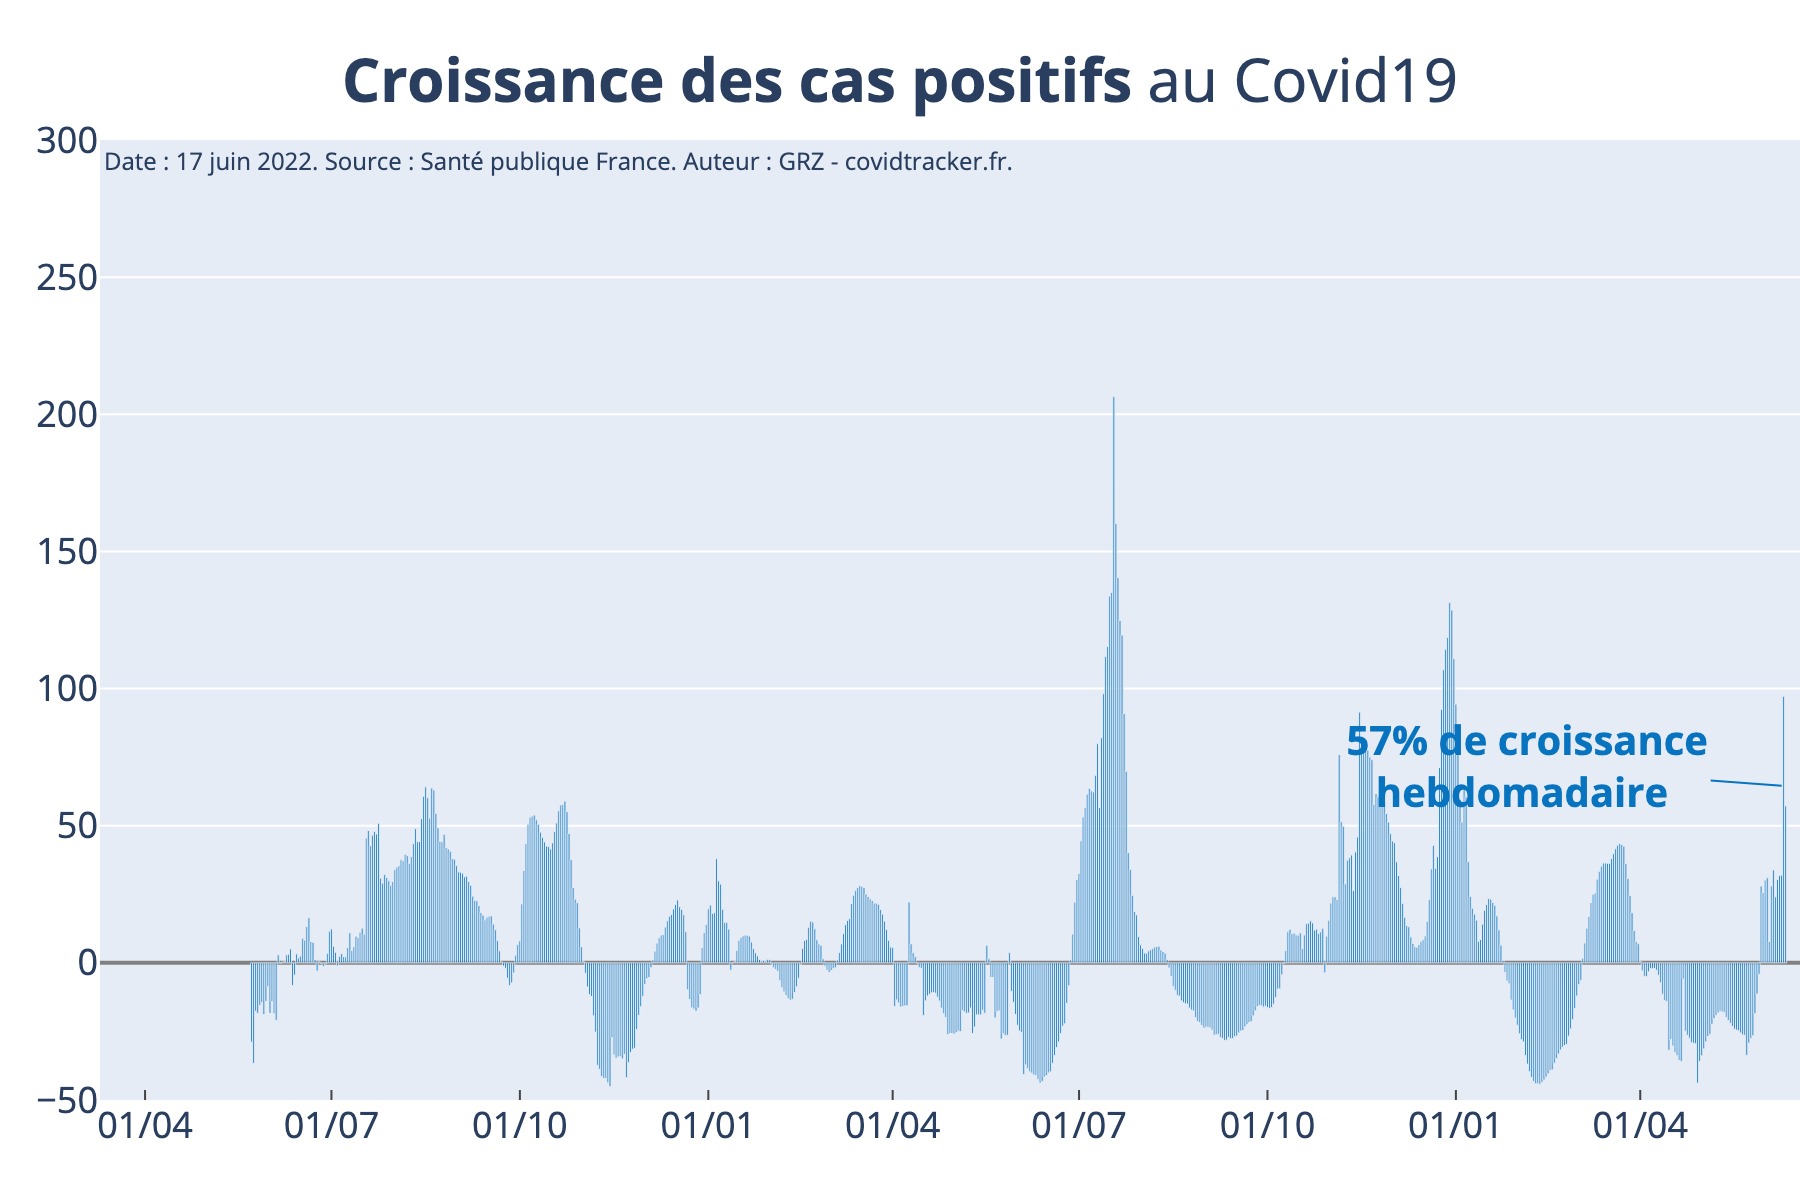 Croissance des cas positifs au Covid19
300
Date : 17 juin 2022. Source : Santé publique France. Auteur : GRZ - covidtracker.fr.
250
200
150
100
57% de croissance
hebdomadaire
50
0
−50
01/04 01/07 01/10 01/01 01/04 01/07 01/10 01/01 01/04